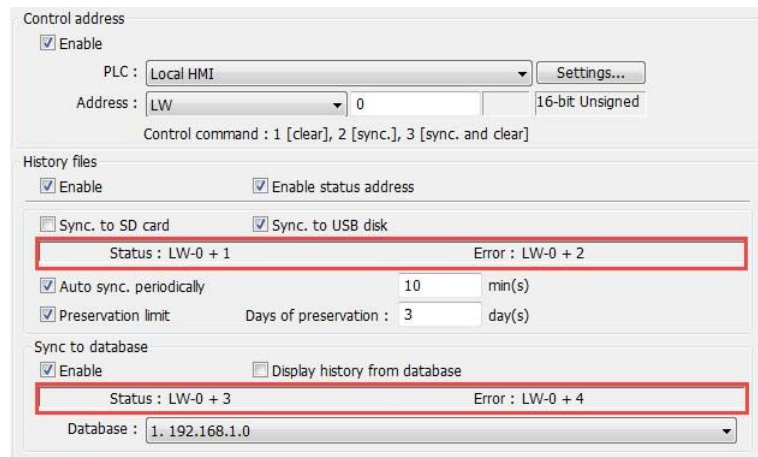 Control address
Enable
PLC : Local HMI Settings...
Address : LW 0 16-bit Unsigned
Control command : 1 [clear], 2 [sync.], 3 [sync. and clear]
History files
Enable Enable status address
Sync. to SD card Sync. to USB disk
Status : LW-0 + 1 Error : LW-0 + 2
Auto sync. periodically 10 min(s)
Preservation limit Days of preservation : 3 day(s)
Sync to database
Enable Display history from database
Status : LW-0 + 3 Error : LW-0 + 4
Database : 1. 192.168.1.0